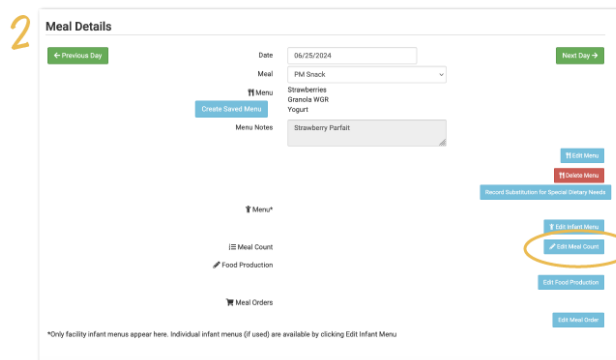 2
Meal Details
← Previous Day
Date
06/25/2024
Next Day →
Meal
PM Snack
Menu
Strawberries
Granola WGR
Yogurt
Create Saved Menu
Menu Notes
Strawberry Parfait
Edit Menu
Delete Menu
Record Substitution for Special Dietary Needs
Menu*
Edit Infant Menu
Meal Count
Edit Meal Count
Food Production
Edit Food Production
Meal Orders
Edit Meal Order
*Only facility infant menus appear here. Individual infant menus (if used) are available by clicking Edit Infant Menu